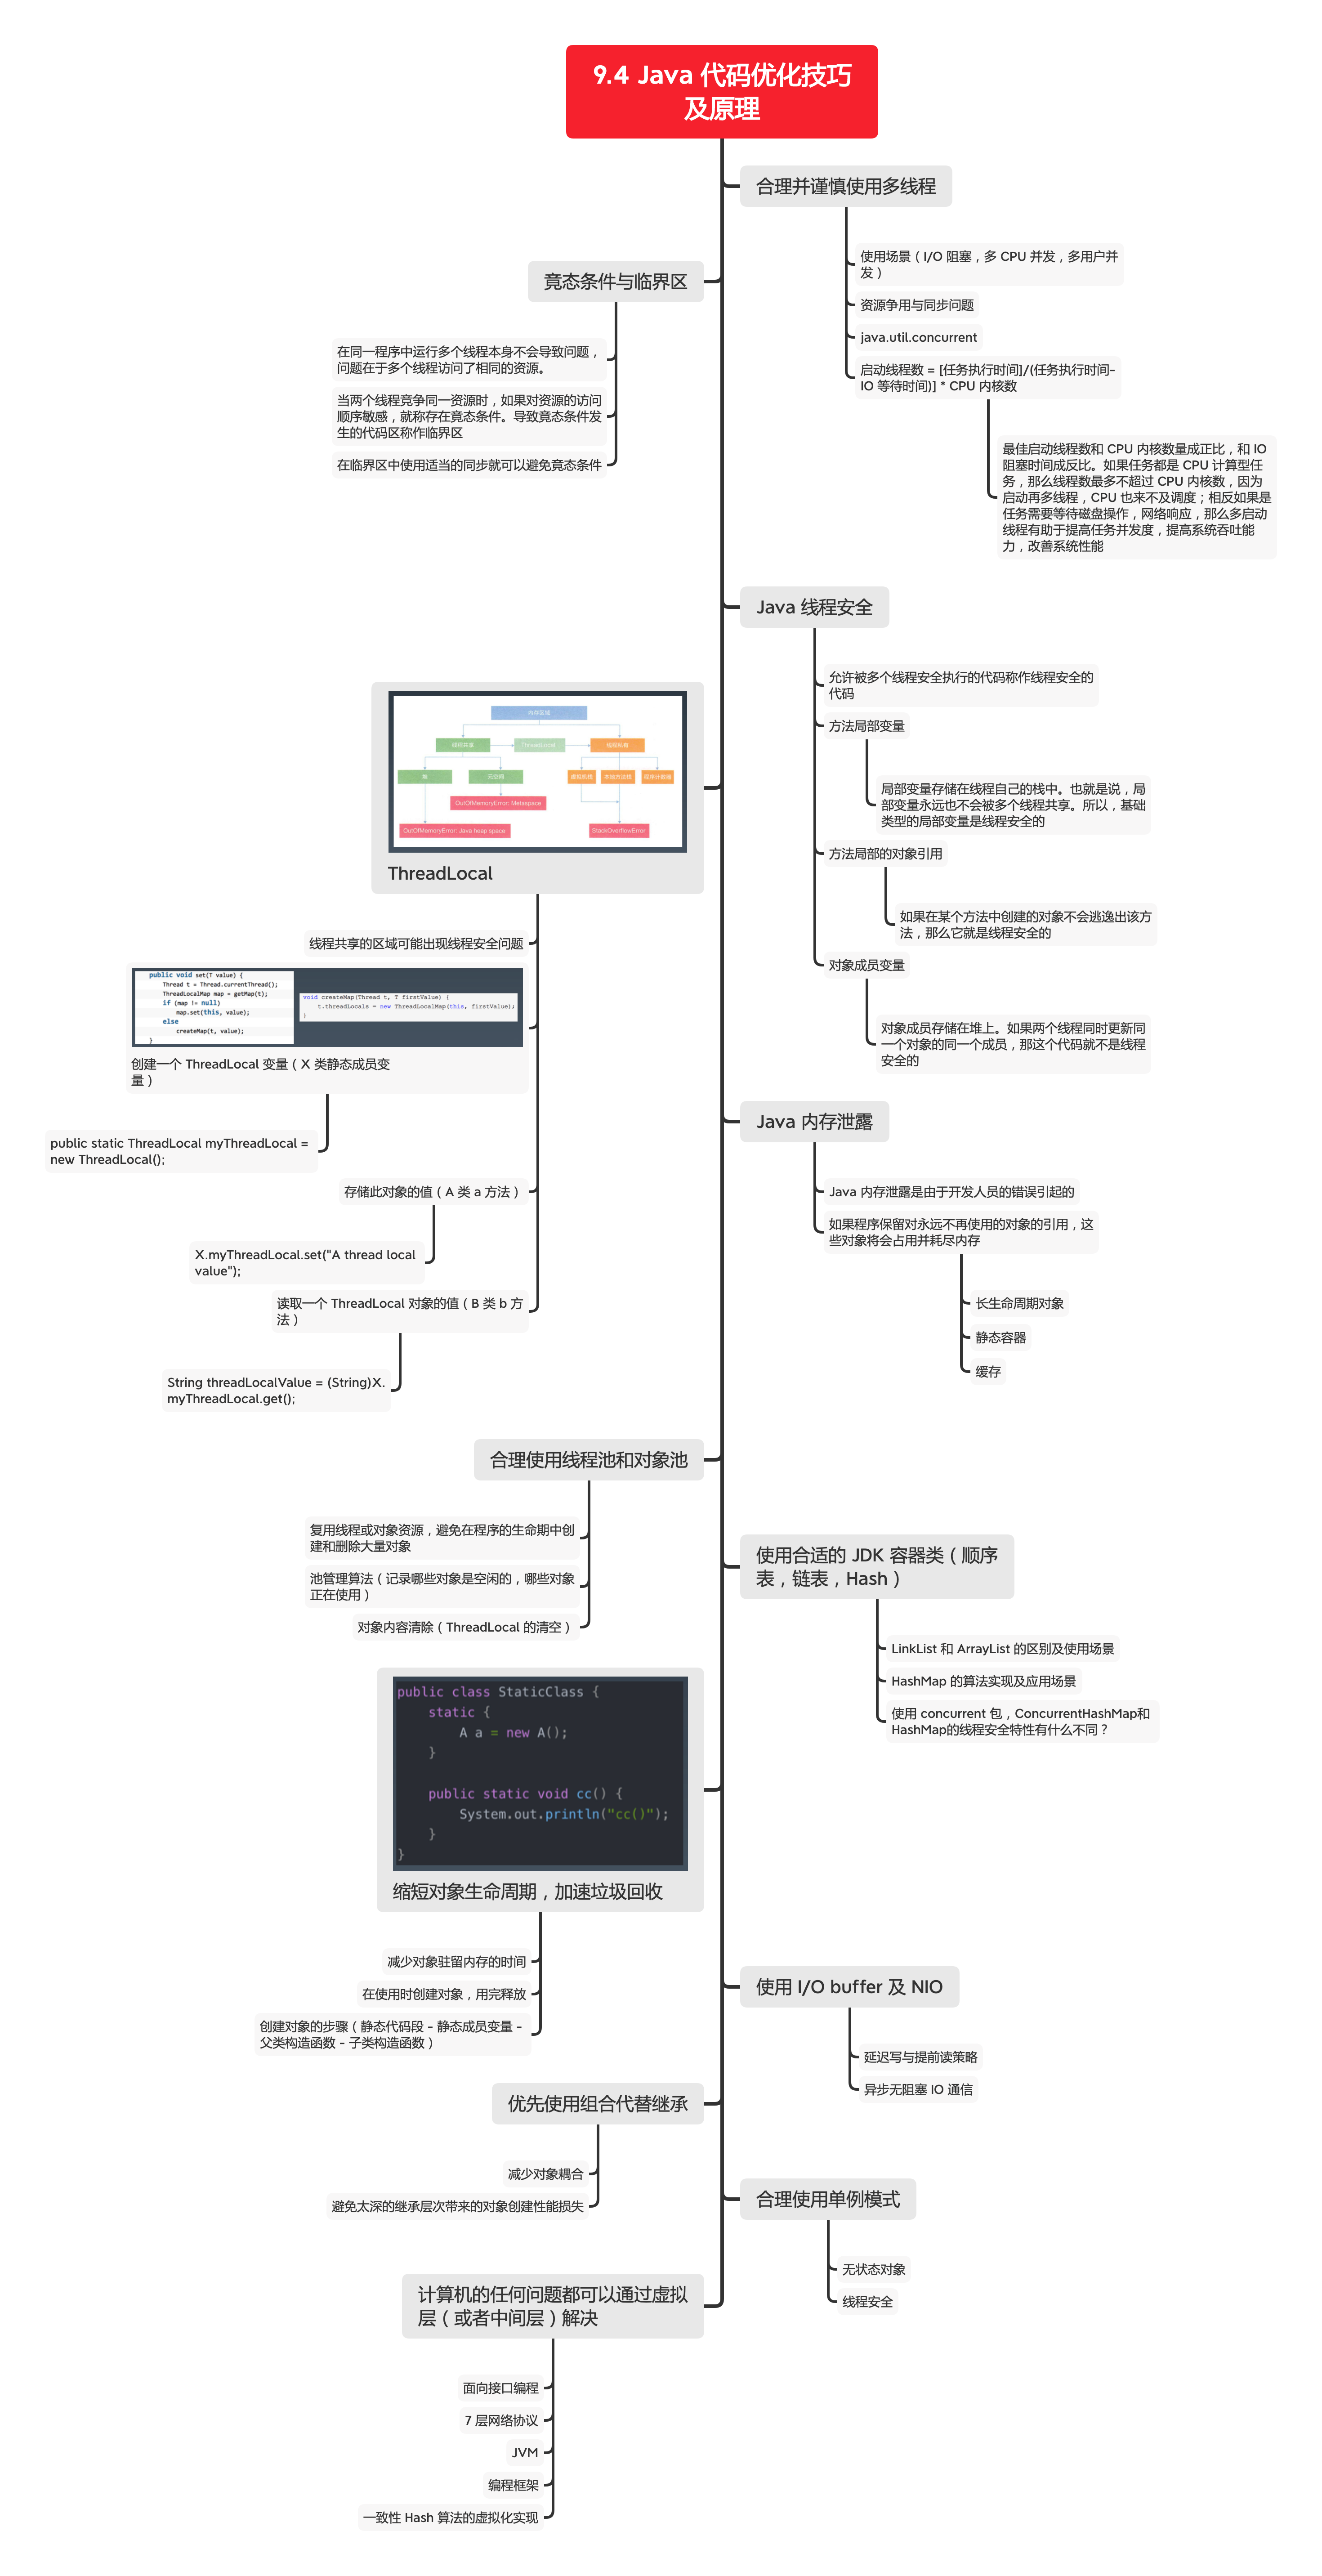 9.4 Java 代码优化技巧
及原理
合理并谨慎使用多线程
使用场景（I/O 阻塞，多 CPU 并发，多用户并
发）
资源争用与同步问题
java.util.concurrent
启动线程数 = [任务执行时间]/(任务执行时间-
IO 等待时间)] * CPU 内核数
最佳启动线程数和 CPU 内核数量成正比，和 IO
阻塞时间成反比。如果任务都是 CPU 计算型任
务，那么线程数最多不超过 CPU 内核数，因为
启动再多线程，CPU 也来不及调度；相反如果是
任务需要等待磁盘操作，网络响应，那么多启动
线程有助于提高任务并发度，提高系统吞吐能
力，改善系统性能
竟态条件与临界区
在同一程序中运行多个线程本身不会导致问题，
问题在于多个线程访问了相同的资源。
当两个线程竞争同一资源时，如果对资源的访问
顺序敏感，就称存在竟态条件。导致竟态条件发
生的代码区称作临界区
在临界区中使用适当的同步就可以避免竟态条件
Java 线程安全
允许被多个线程安全执行的代码称作线程安全的
代码
方法局部变量
局部变量存储在线程自己的栈中。也就是说，局
部变量永远也不会被多个线程共享。所以，基础
类型的局部变量是线程安全的
方法局部的对象引用
如果在某个方法中创建的对象不会逃逸出该方
法，那么它就是线程安全的
对象成员变量
对象成员存储在堆上。如果两个线程同时更新同
一个对象的同一个成员，那这个代码就不是线程
安全的
内存区域
线程共享
ThreadLocal
堆
虚拟机栈
本地方法栈
程序计数器
OutOfMemoryError: Metaspace
OutOfMemoryError: Java heap space
StackOverflowError
ThreadLocal
线程共享的区域可能出现线程安全问题
public void set(T value) {
Thread t = Thread.currentThread();
ThreadLocalMap map = getMap(t);
if (map != null)
map.set(this, value);
else
createMap(t, value);
}
void createMap(Thread t, T firstValue) {
t.threadLocals = new ThreadLocalMap(this, firstValue);
}
创建一个 ThreadLocal 变量（X 类静态成员变
量）
public static ThreadLocal myThreadLocal =
new ThreadLocal();
存储此对象的值（A 类 a 方法）
X.myThreadLocal.set("A thread local
value");
读取一个 ThreadLocal 对象的值（B 类 b 方
法）
String threadLocalValue = (String)X.
myThreadLocal.get();
Java 内存泄露
Java 内存泄露是由于开发人员的错误引起的
如果程序保留对永远不再使用的对象的引用，这
些对象将会占用并耗尽内存
长生命周期对象
静态容器
缓存
合理使用线程池和对象池
复用线程或对象资源，避免在程序的生命期中创
建和删除大量对象
池管理算法（记录哪些对象是空闲的，哪些对象
正在使用）
对象内容清除（ThreadLocal 的清空）
使用合适的 JDK 容器类（顺序
表，链表，Hash）
LinkList 和 ArrayList 的区别及使用场景
HashMap 的算法实现及应用场景
使用 concurrent 包，ConcurrentHashMap和
HashMap的线程安全特性有什么不同？
public class StaticClass {
static {
A a = new A();
}
public static void cc() {
System.out.println("cc()");
}
}
缩短对象生命周期，加速垃圾回收
减少对象驻留内存的时间
在使用时创建对象，用完释放
创建对象的步骤（静态代码段 - 静态成员变量 -
父类构造函数 - 子类构造函数）
使用 I/O buffer 及 NIO
延迟写与提前读策略
异步无阻塞 IO 通信
优先使用组合代替继承
减少对象耦合
避免太深的继承层次带来的对象创建性能损失
合理使用单例模式
无状态对象
线程安全
计算机的任何问题都可以通过虚拟
层（或者中间层）解决
面向接口编程
7 层网络协议
JVM
编程框架
一致性 Hash 算法的虚拟化实现